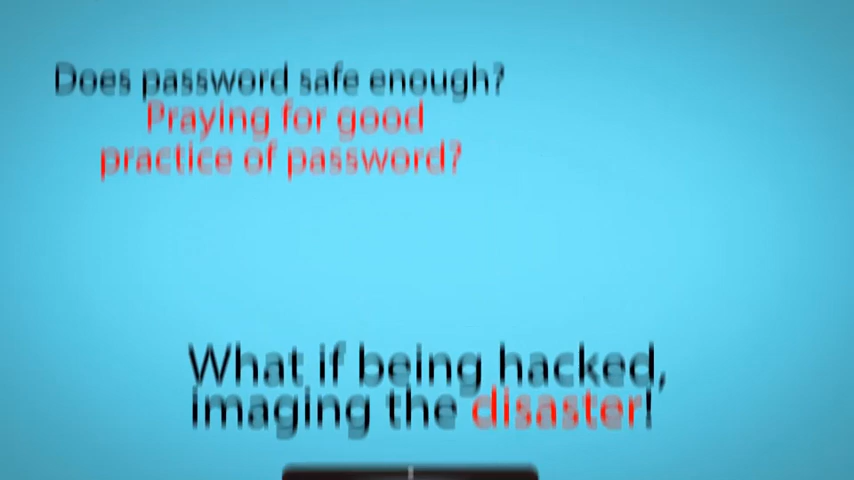 Does password safe enough?
Praying for good
practice of password?
What if being hacked,
imaging the disaster!